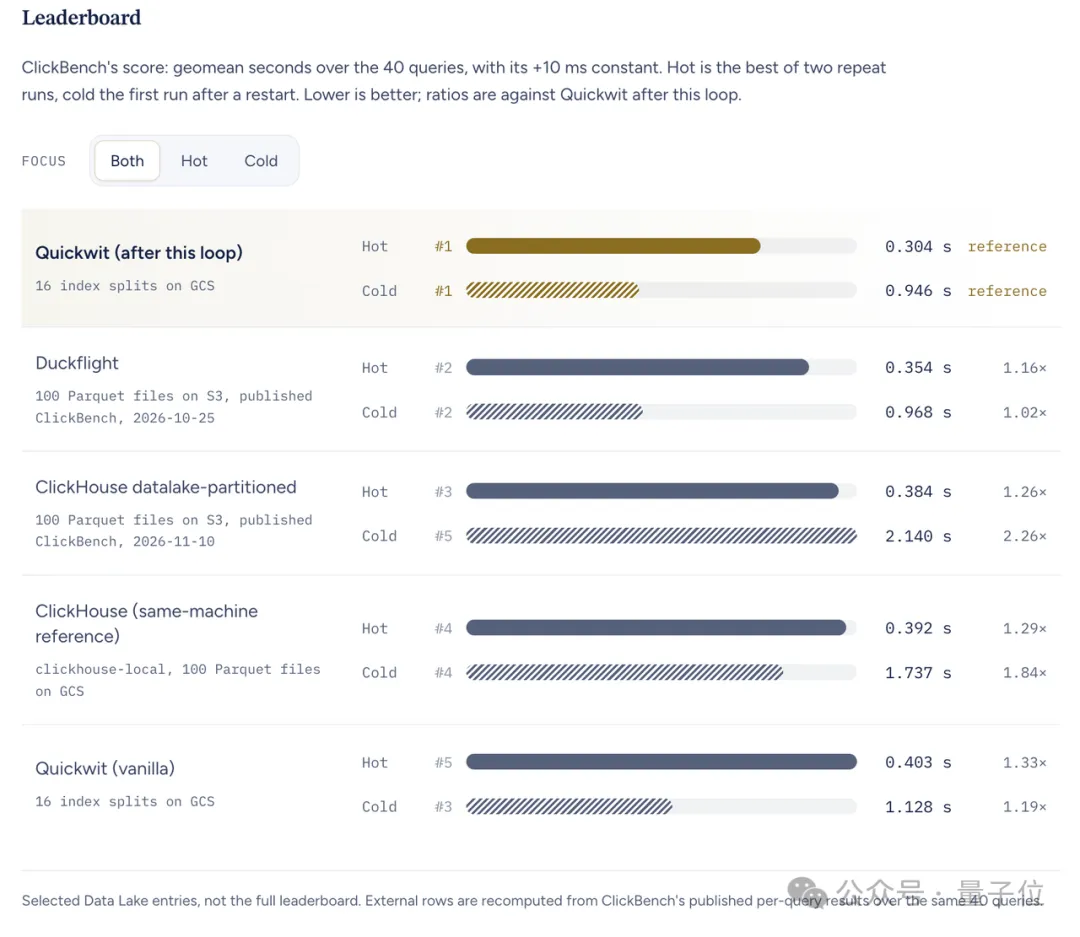 Leaderboard
ClickBench's score: geomean seconds over the 40 queries, with its +10 ms constant. Hot is the best of two repeat
runs, cold the first run after a restart. Lower is better; ratios are against Quickwit after this loop.
FOCUS Both Hot Cold
Quickwit (after this loop)
16 index splits on GCS
Hot #1 0.304 s reference
Cold #1 0.946 s reference
Duckflight
100 Parquet files on S3, published
ClickBench, 2026-10-25
Hot #2 0.354 s 1.16×
Cold #2 0.968 s 1.02×
ClickHouse datalake-partitioned
100 Parquet files on S3, published
ClickBench, 2026-11-10
Hot #3 0.384 s 1.26×
Cold #5 2.140 s 2.26×
ClickHouse (same-machine
reference)
clickhouse-local, 100 Parquet files
on GCS
Hot #4 0.392 s 1.29×
Cold #4 1.737 s 1.84×
Quickwit (vanilla)
16 index splits on GCS
Hot #5 0.403 s 1.33×
Cold #3 1.128 s 1.19×
Selected Data Lake entries, not the full leaderboard. External rows are recomputed from ClickBench's published per-query results over the same 40 queries.
公众号 · 量子位